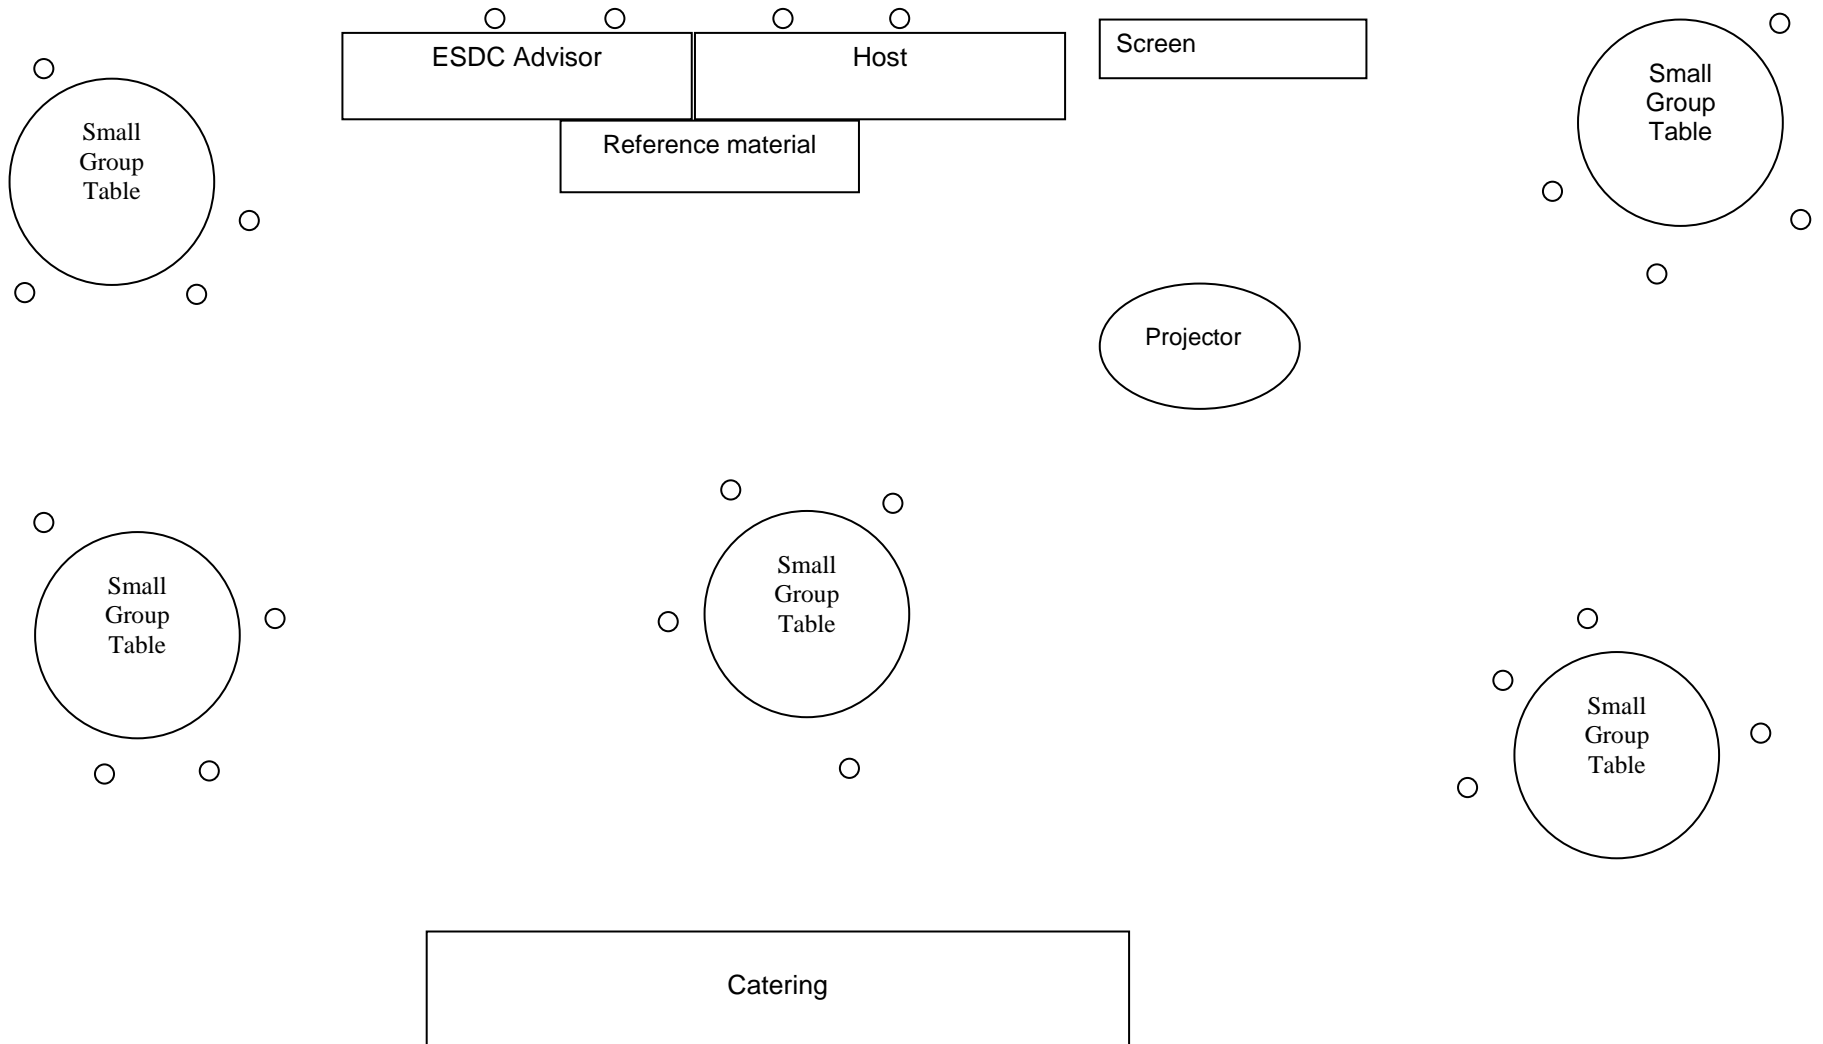 ESDC Advisor
Host
Screen
Small
Group
Table
Small
Group
Table
Reference material
Projector
Small
Group
Table
Small
Group
Table
Small
Group
Table
Catering